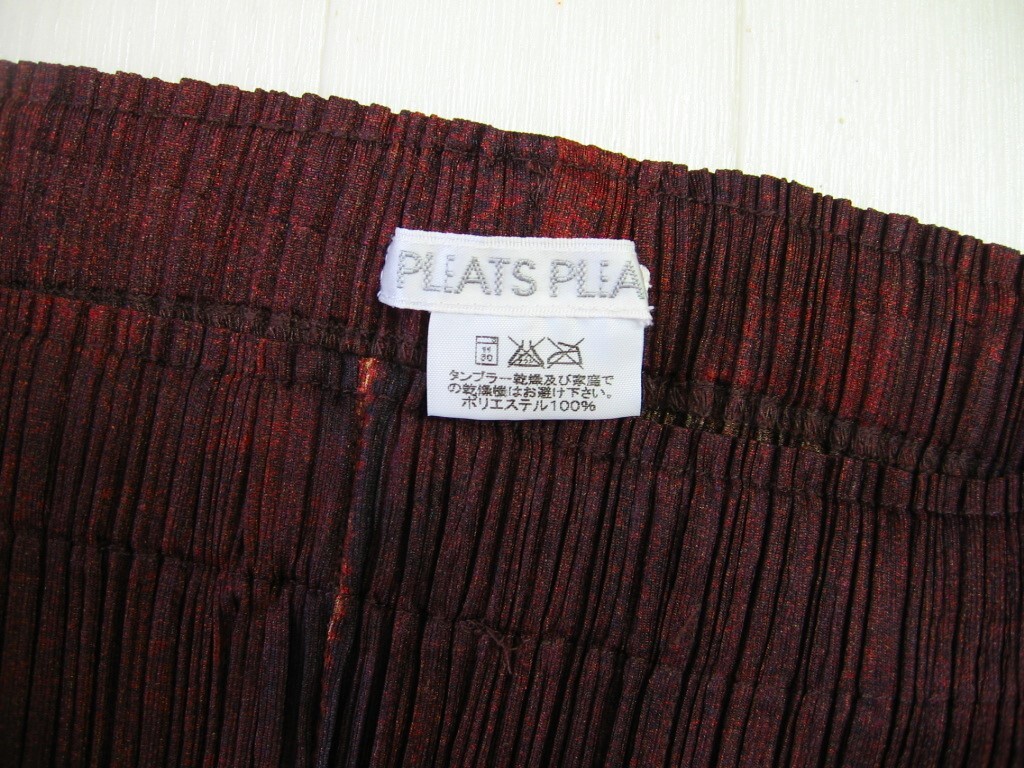 PLEATS PLEA
タンブラー乾燥及び家庭で
の乾燥機はお避け下さい。
ポリエステル100%